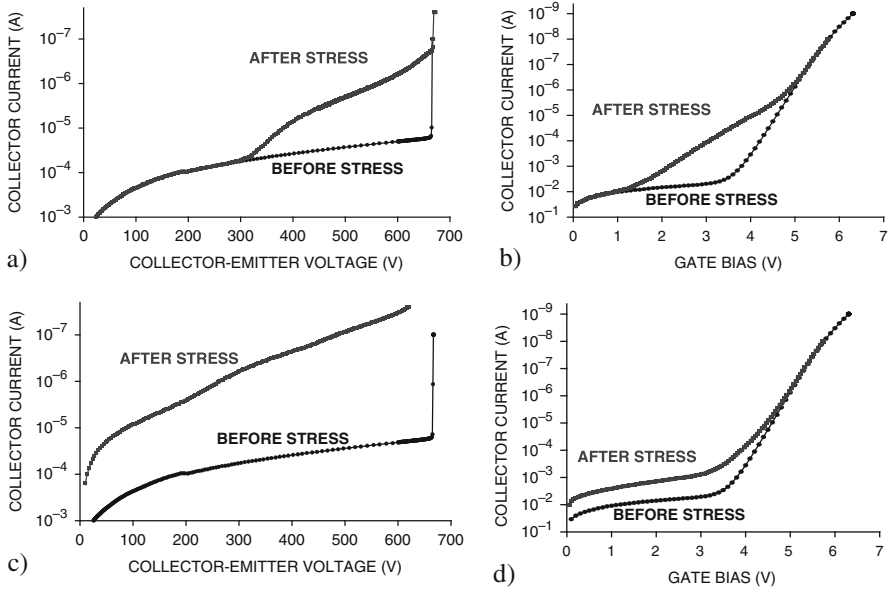 a)
COLLECTOR CURRENT (A)
10⁻⁷
10⁻⁶
10⁻⁵
10⁻⁴
10⁻³
AFTER STRESS
BEFORE STRESS
0 100 200 300 400 500 600 700
COLLECTOR-EMITTER VOLTAGE (V)
b)
COLLECTOR CURRENT (A)
10⁻⁹
10⁻⁸
10⁻⁷
10⁻⁶
10⁻⁵
10⁻⁴
10⁻³
10⁻²
10⁻¹
AFTER STRESS
BEFORE STRESS
0 1 2 3 4 5 6 7
GATE BIAS (V)
c)
COLLECTOR CURRENT (A)
10⁻⁷
10⁻⁶
10⁻⁵
10⁻⁴
10⁻³
AFTER STRESS
BEFORE STRESS
0 100 200 300 400 500 600 700
COLLECTOR-EMITTER VOLTAGE (V)
d)
COLLECTOR CURRENT (A)
10⁻⁹
10⁻⁸
10⁻⁷
10⁻⁶
10⁻⁵
10⁻⁴
10⁻³
10⁻²
10⁻¹
AFTER STRESS
BEFORE STRESS
0 1 2 3 4 5 6 7
GATE BIAS (V)